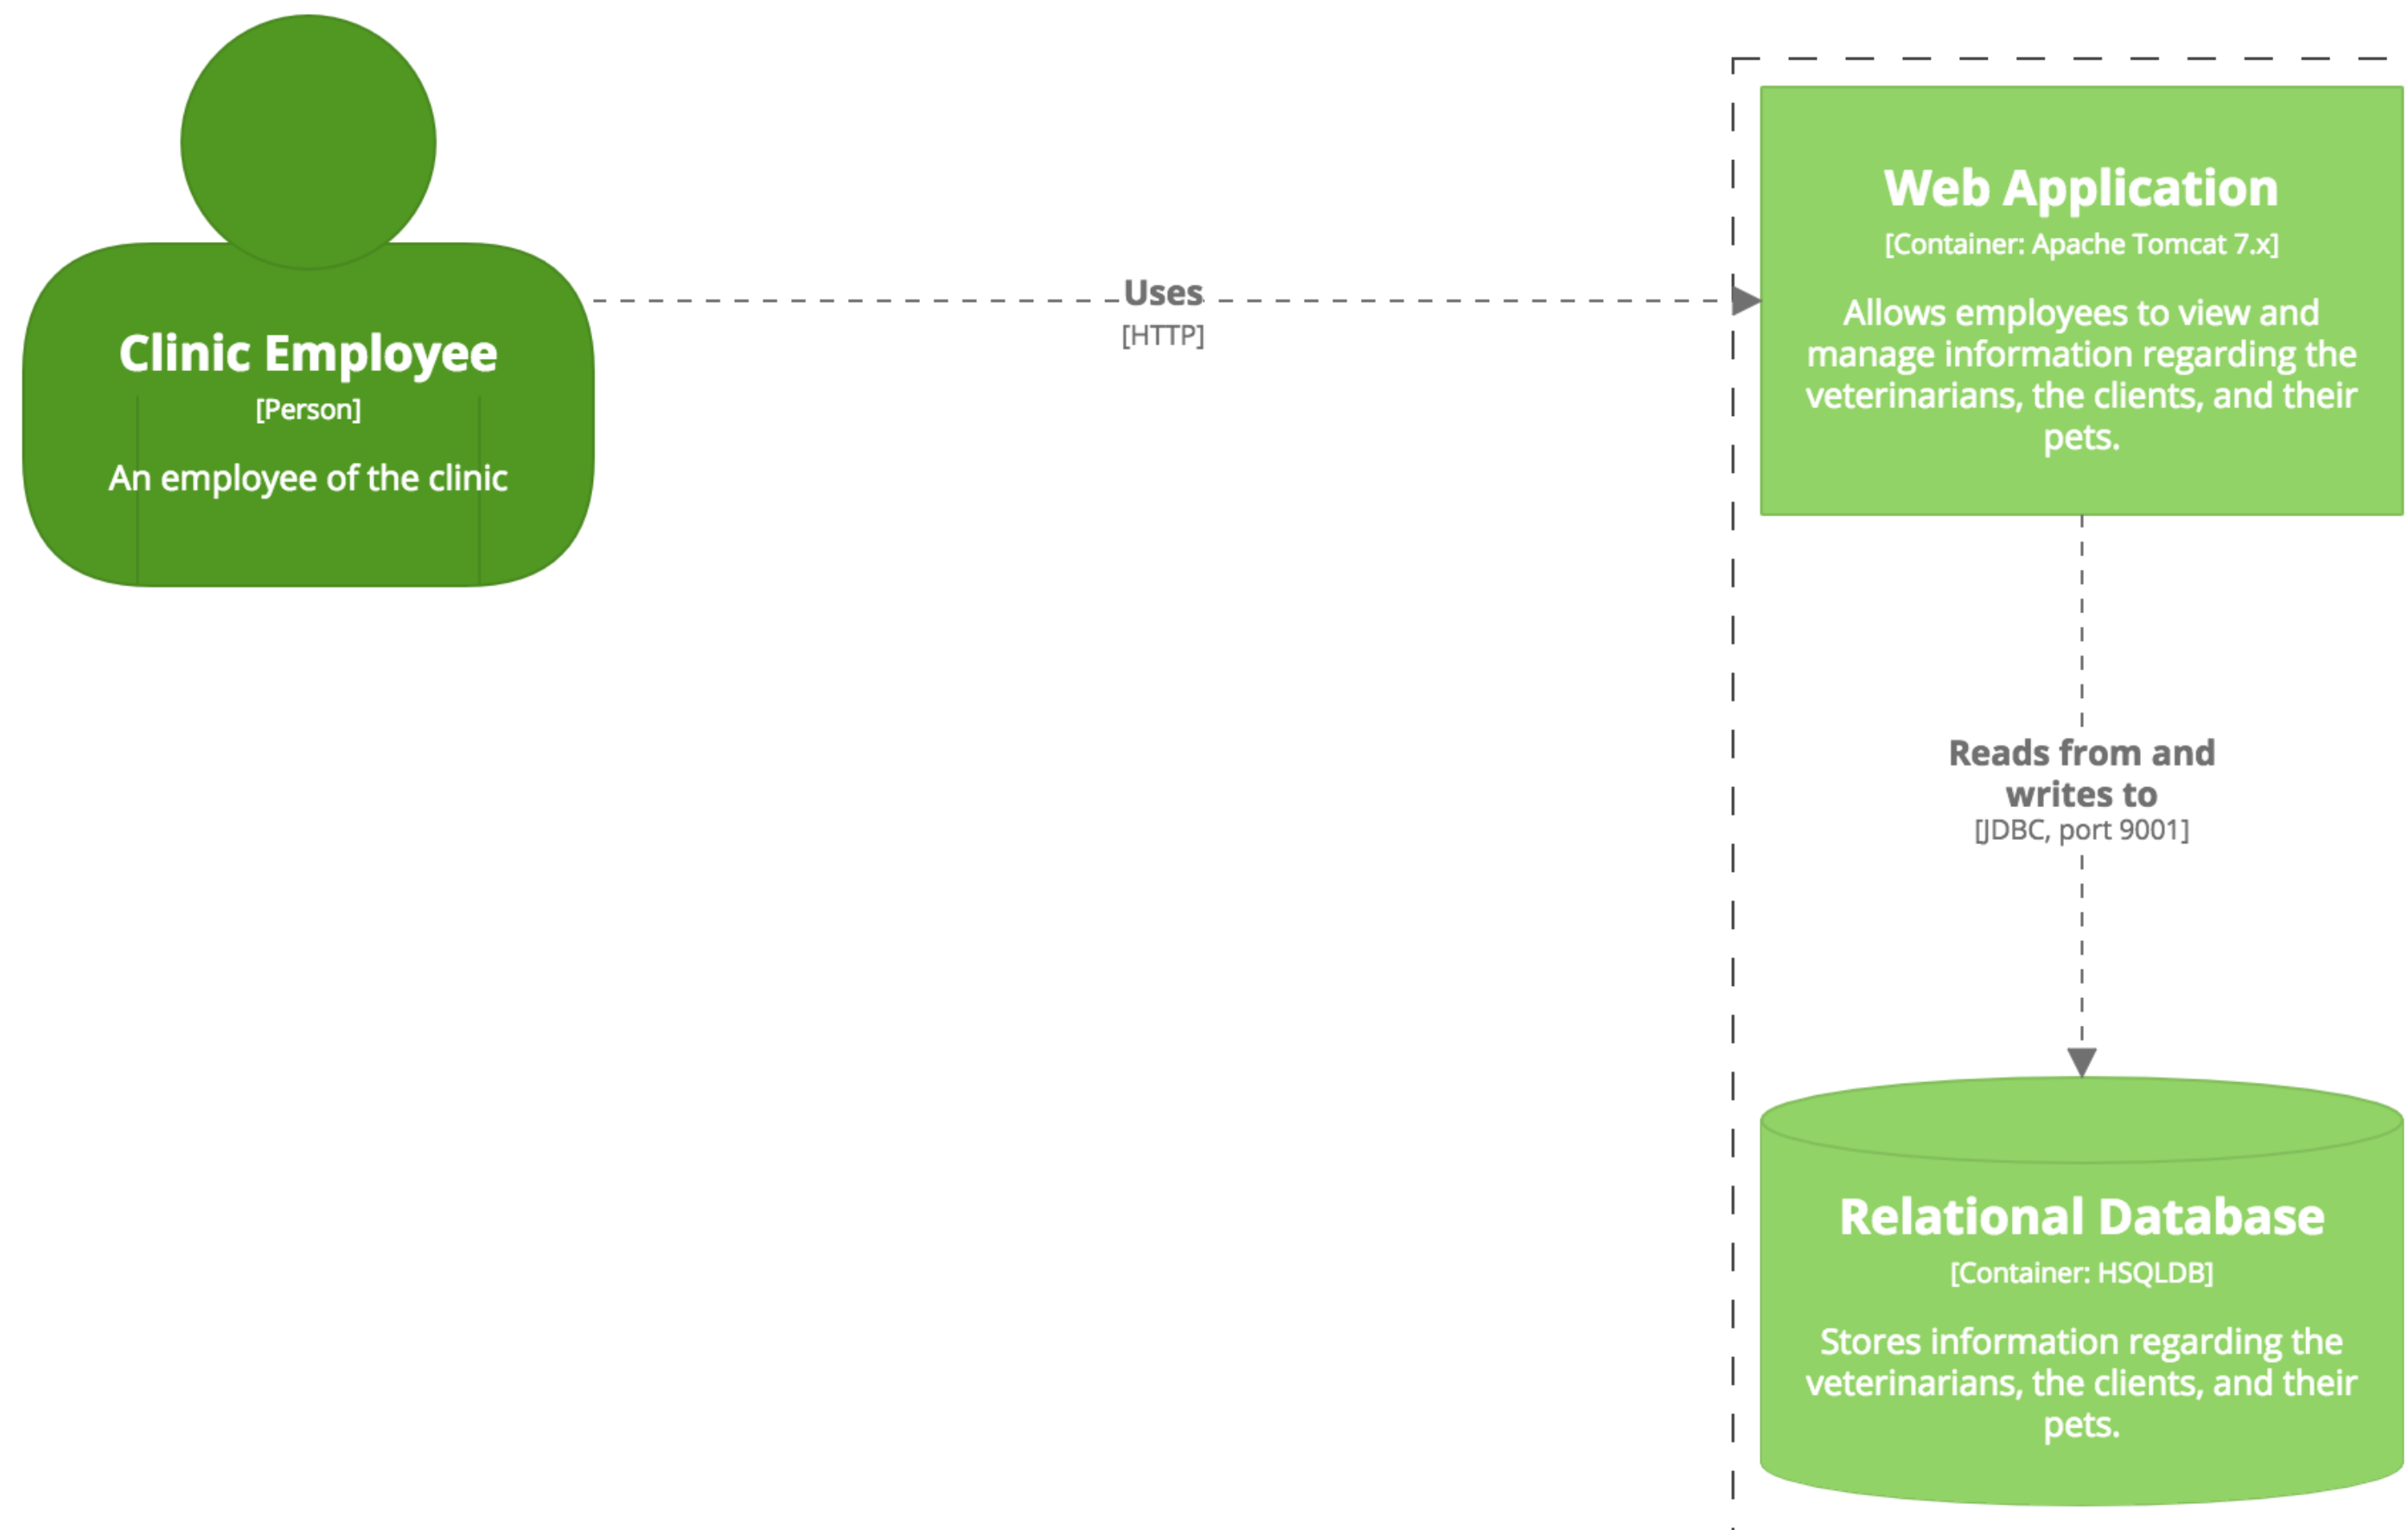 Clinic Employee
[Person]
An employee of the clinic
Uses
[HTTP]
Web Application
[Container: Apache Tomcat 7.x]
Allows employees to view and
manage information regarding the
veterinarians, the clients, and their
pets.
Reads from and
writes to
[JDBC, port 9001]
Relational Database
[Container: HSQLDB]
Stores information regarding the
veterinarians, the clients, and their
pets.